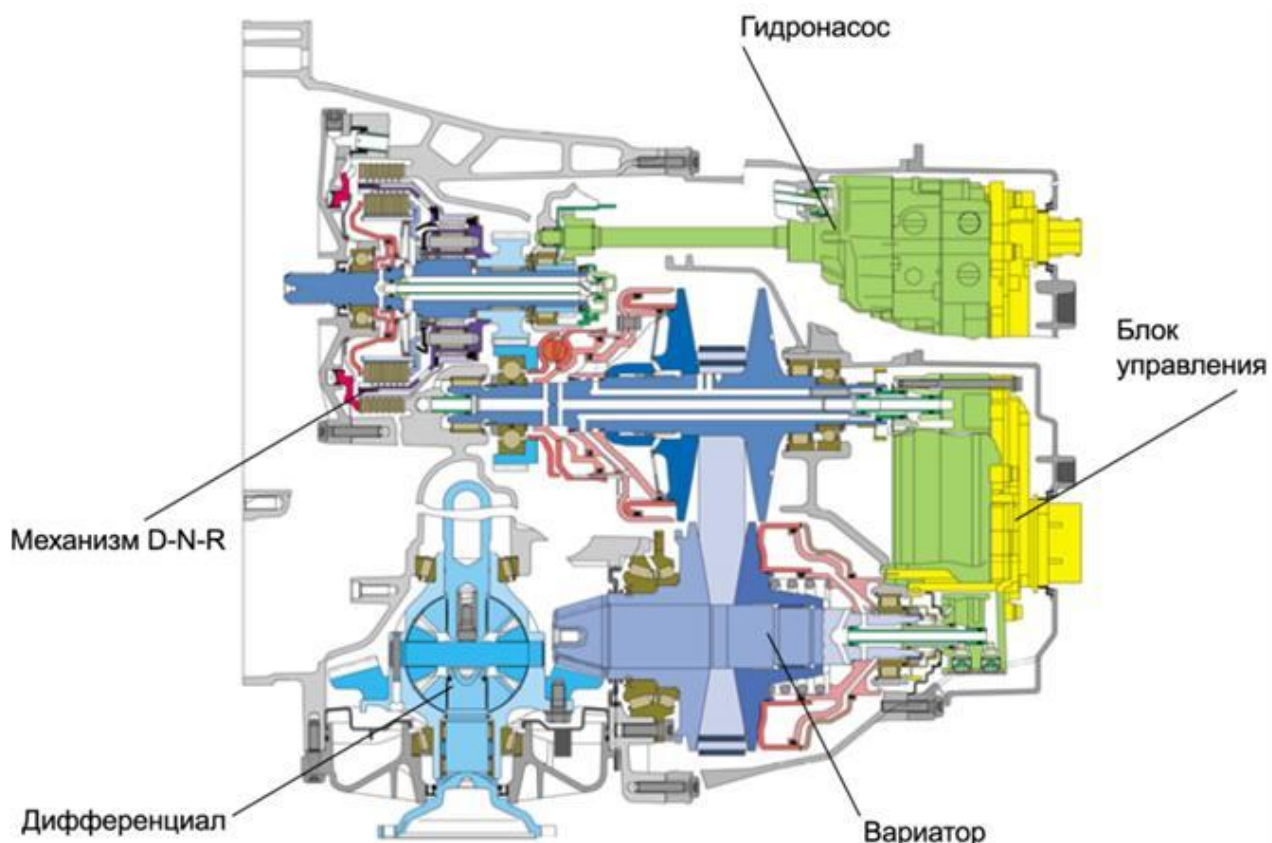 Гидронасос
Блок
управления
Механизм D-N-R
Дифференциал
Вариатор